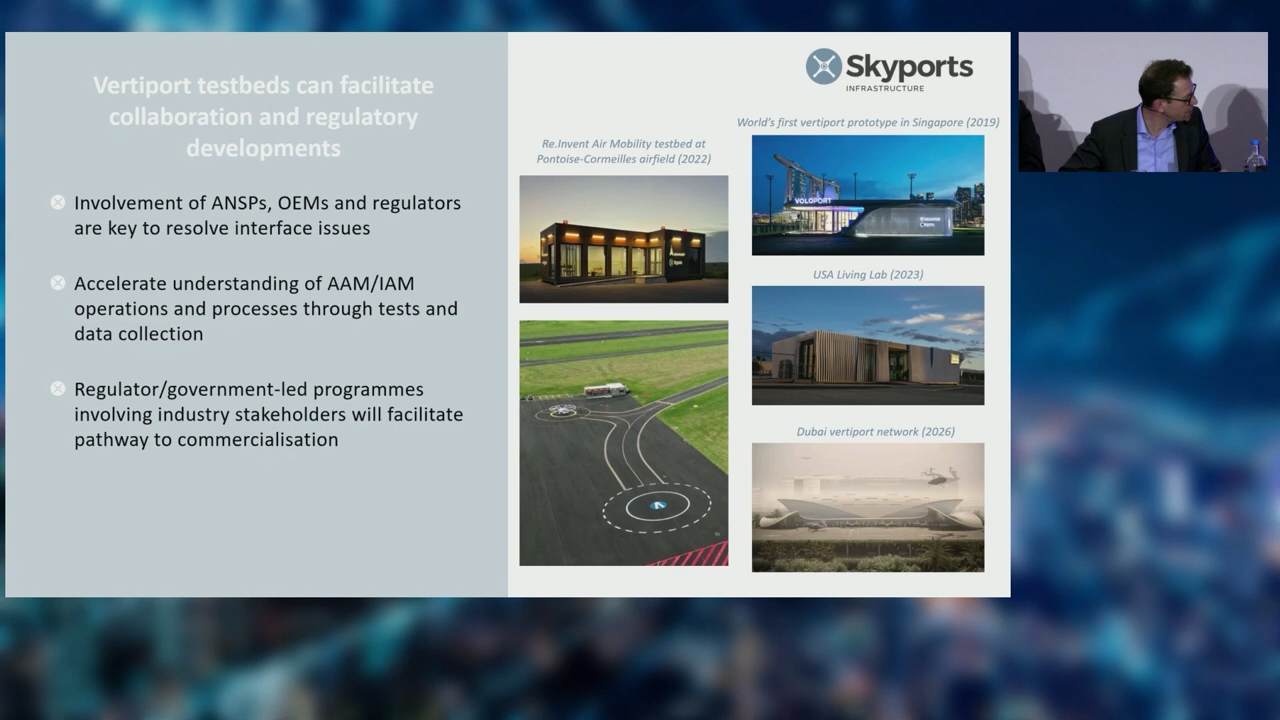 Vertiport testbeds can facilitate
collaboration and regulatory
developments
Involvement of ANSPs, OEMs and regulators
are key to resolve interface issues
Accelerate understanding of AAM/IAM
operations and processes through tests and
data collection
Regulator/government-led programmes
involving industry stakeholders will facilitate
pathway to commercialisation
Skyports
INFRASTRUCTURE
Re.Invent Air Mobility testbed at
Pontoise-Cormeilles airfield (2022)
World's first vertiport prototype in Singapore (2019)
VOLOPORT
USA Living Lab (2023)
Dubai vertiport network (2026)